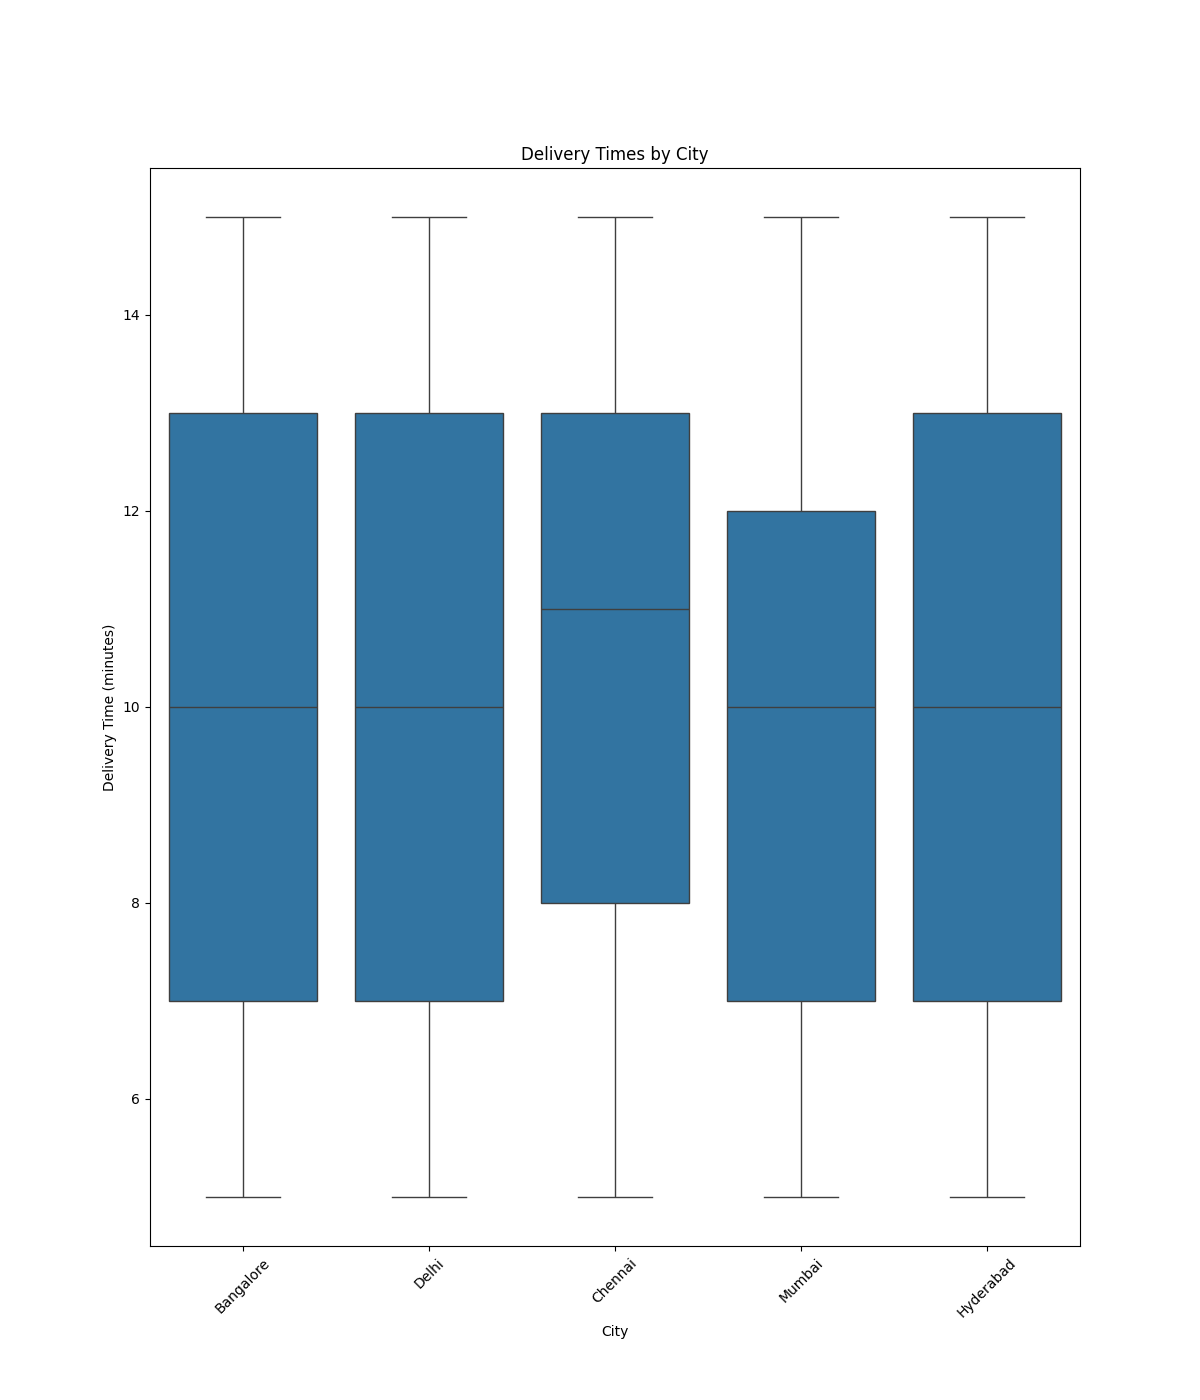 Delivery Times by City
Delivery Time (minutes)
14
12
10
8
6
Bangalore
Delhi
Chennai
Mumbai
Hyderabad
City